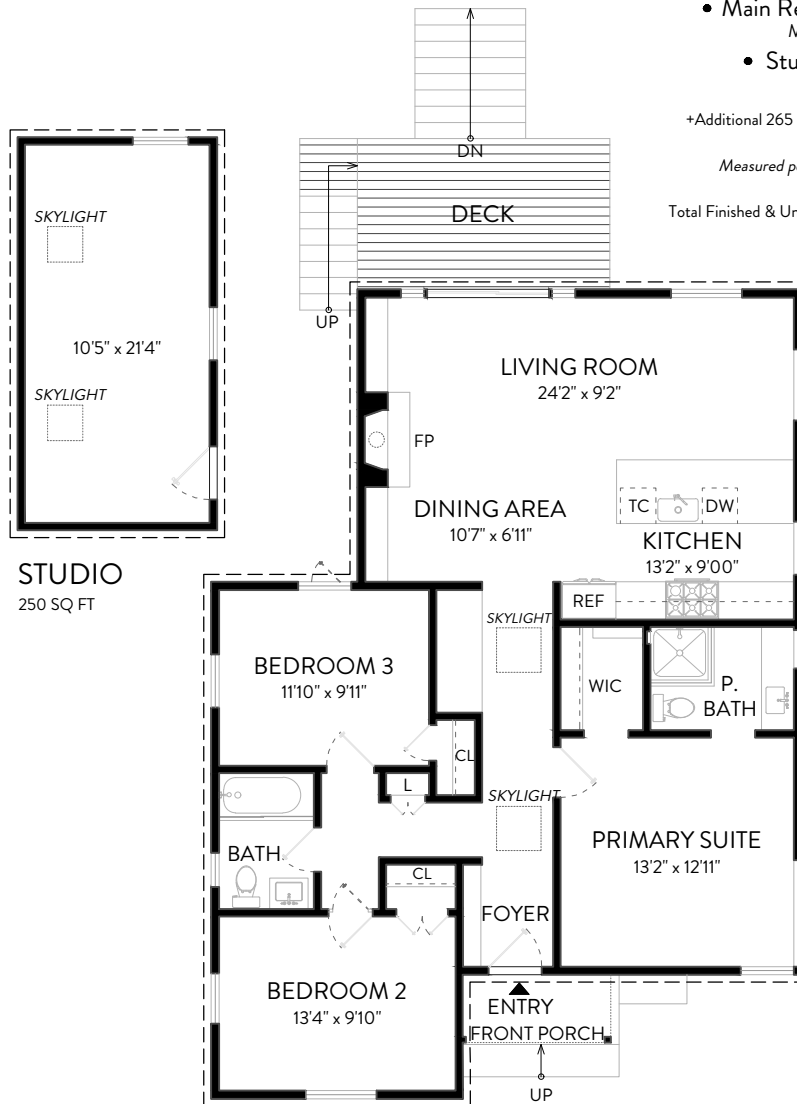 • Main Re
M
• Stu
+Additional 265
Measured p
Total Finished & Un
DN
SKYLIGHT
DECK
10'5" x 21'4"
UP
SKYLIGHT
LIVING ROOM
24'2" x 9'2"
FP
DINING AREA
10'7" x 6'11"
TC
DW
KITCHEN
13'2" x 9'00"
STUDIO
250 SQ FT
REF
SKYLIGHT
BEDROOM 3
11'10" x 9'11"
WIC
P.
BATH
CL
L
SKYLIGHT
PRIMARY SUITE
13'2" x 12'11"
BATH
CL
FOYER
BEDROOM 2
13'4" x 9'10"
ENTRY
FRONT PORCH
UP